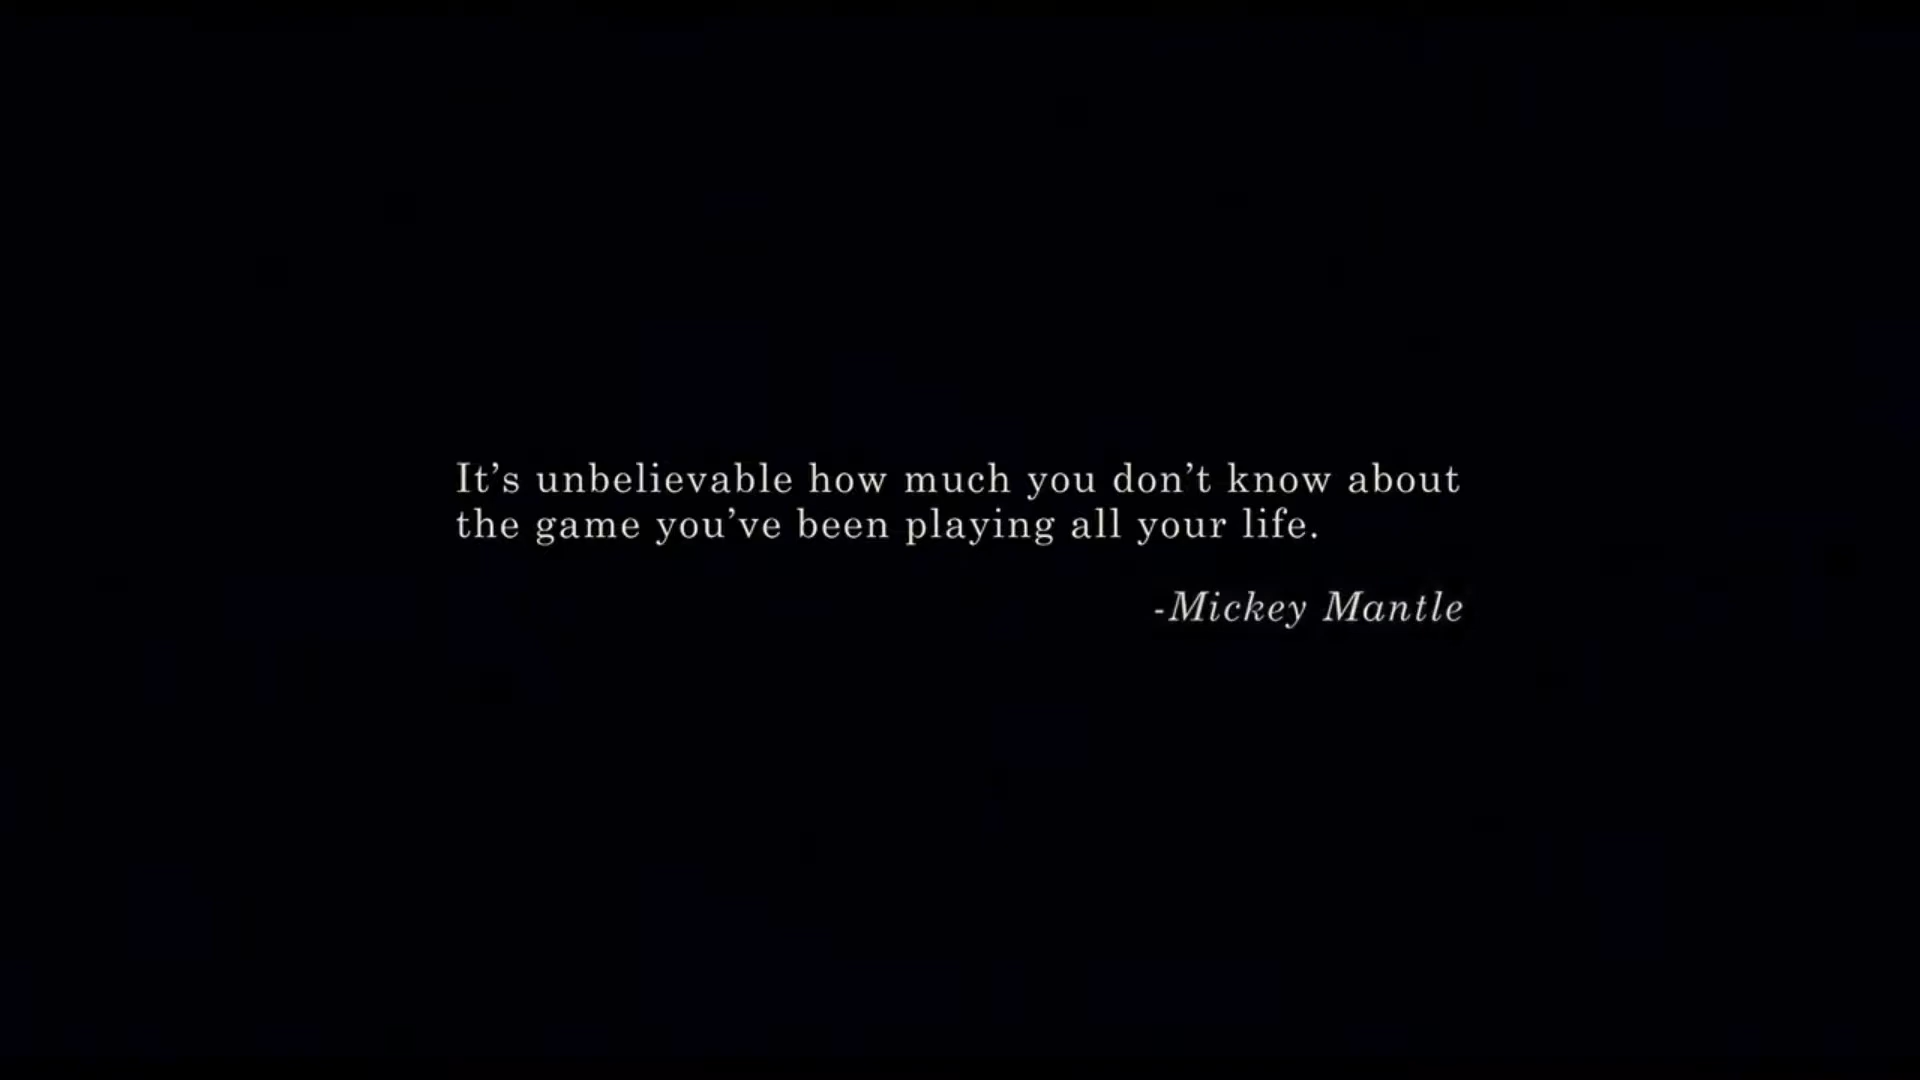 It’s unbelievable how much you don’t know about
the game you’ve been playing all your life.
-Mickey Mantle